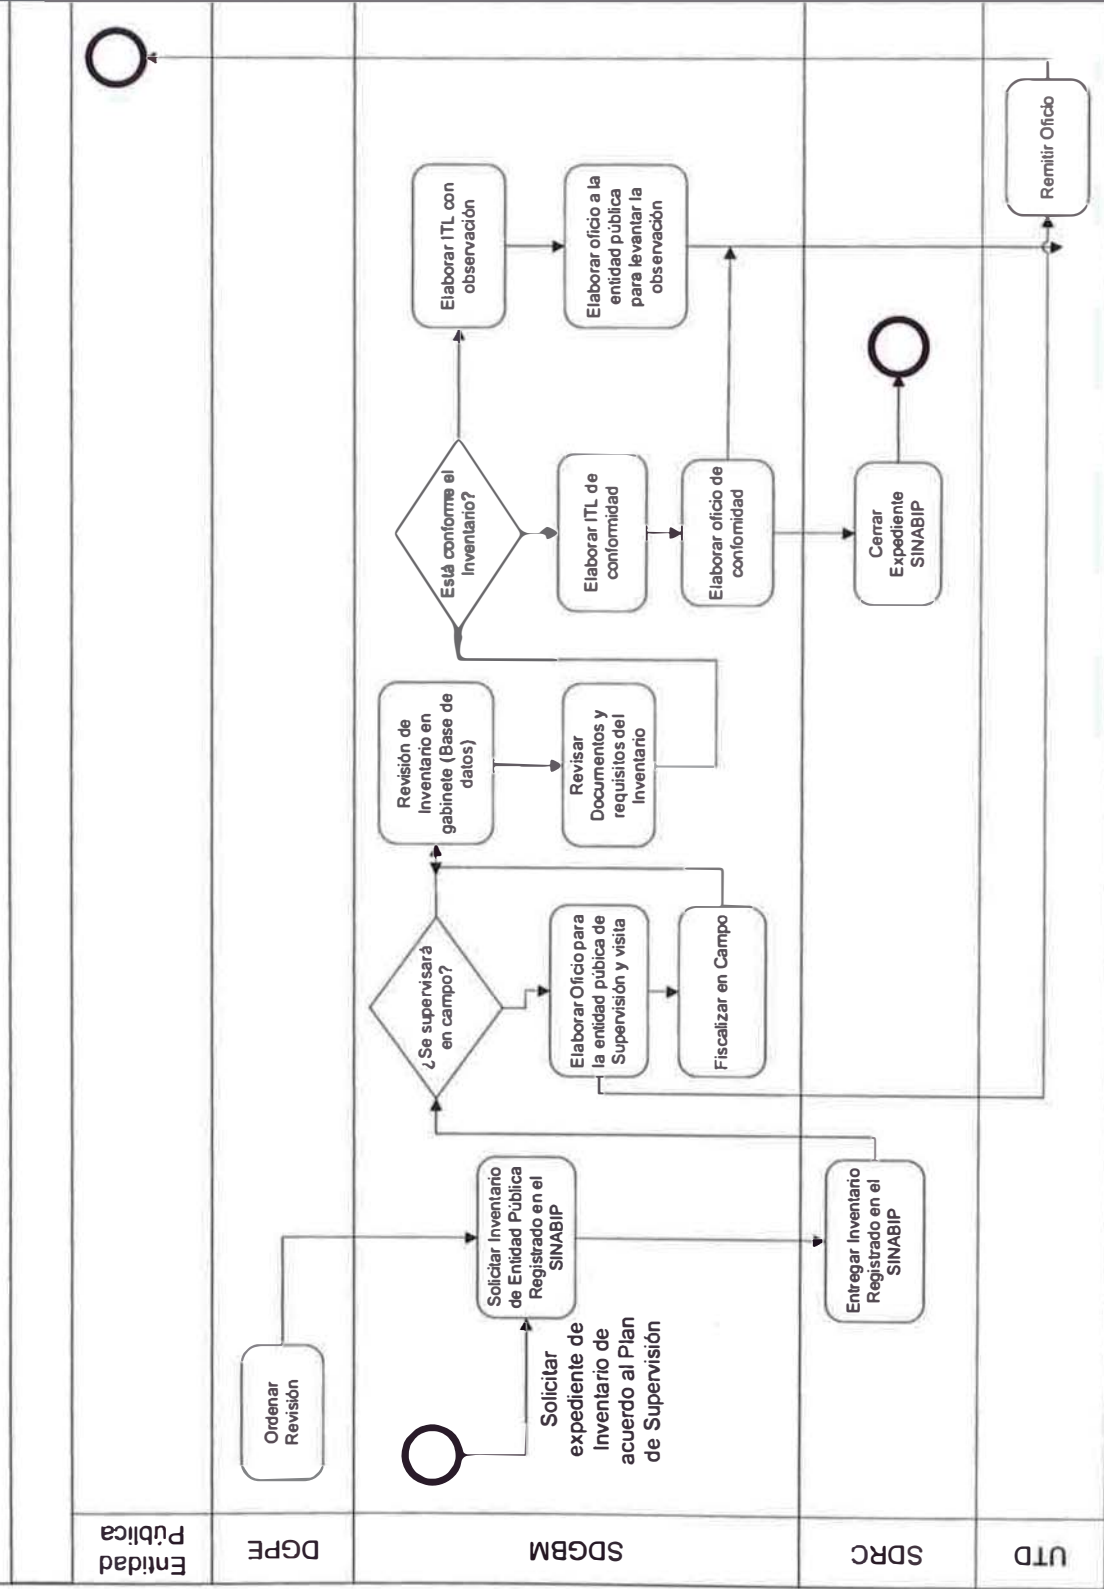 Entidad
Pública
DGPE
Ordenar
Revisión
SDGBM
Solicitar
expediente de
Inventario de
acuerdo al Plan
de Supervisión
Solicitar Inventario
de Entidad Pública
Registrado en el
SINABIP
¿Se supervisará
en campo?
Elaborar Oficio para
la entidad púbica de
Supervisión y visita
Fiscalizar en Campo
Revisión de
Inventario en
gabinete (Base de
datos)
Revisar
Documentos y
requisitos del
Inventario
Está conforme el
Inventario?
Elaborar ITL de
conformidad
Elaborar oficio de
conformidad
Elaborar ITL con
observación
Elaborar oficio a la
entidad pública
para levantar la
observación
SDRC
Entregar Inventario
Registrado en el
SINABIP
Cerrar
Expediente
SINABIP
UTD
Remitir Oficio